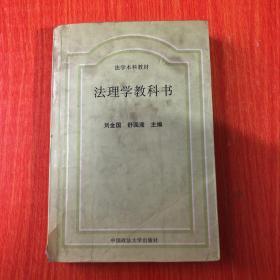 法学本科教材
法理学教科书
刘金国 舒国滢 主编
中国政法大学出版社